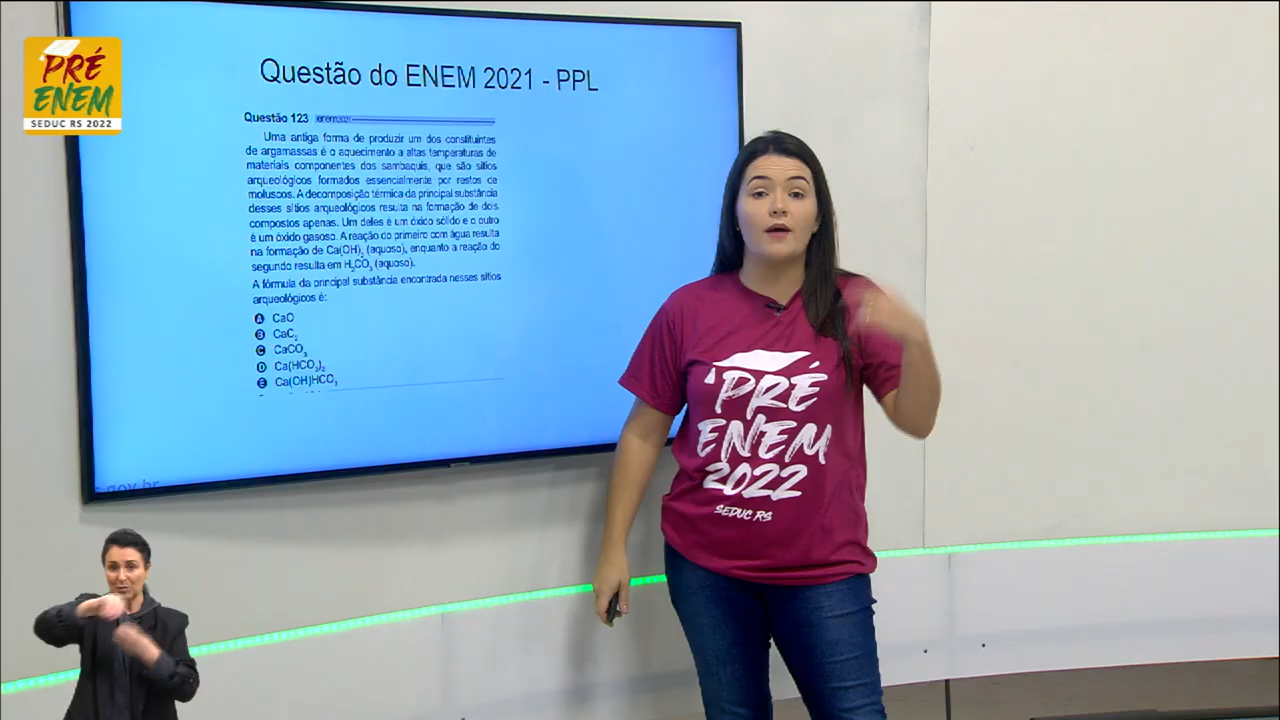 PRÉ
ENEM
SEDUC RS 2022
Questão do ENEM 2021 - PPL
Questão 123 enem2021
Uma antiga forma de produzir um dos constituintes
de argamassas é o aquecimento a altas temperaturas de
materiais componentes dos sambaquis, que são sítios
arqueológicos formados essencialmente por restos de
moluscos. A decomposição térmica da principal substância
desses sítios arqueológicos resulta na formação de dois
compostos apenas. Um deles é um óxido sólido e o outro
é um óxido gasoso. A reação do primeiro com água resulta
na formação de Ca(OH)₂ (aquoso), enquanto a reação do
segundo resulta em H₂CO₃ (aquoso).
A fórmula da principal substância encontrada nesses sítios
arqueológicos é:
A CaO
B CaC₂
C CaCO₃
D Ca(HCO₃)₂
E Ca(OH)HCO₃
.gov.br
PRÉ
ENEM
2022
SEDUC RS